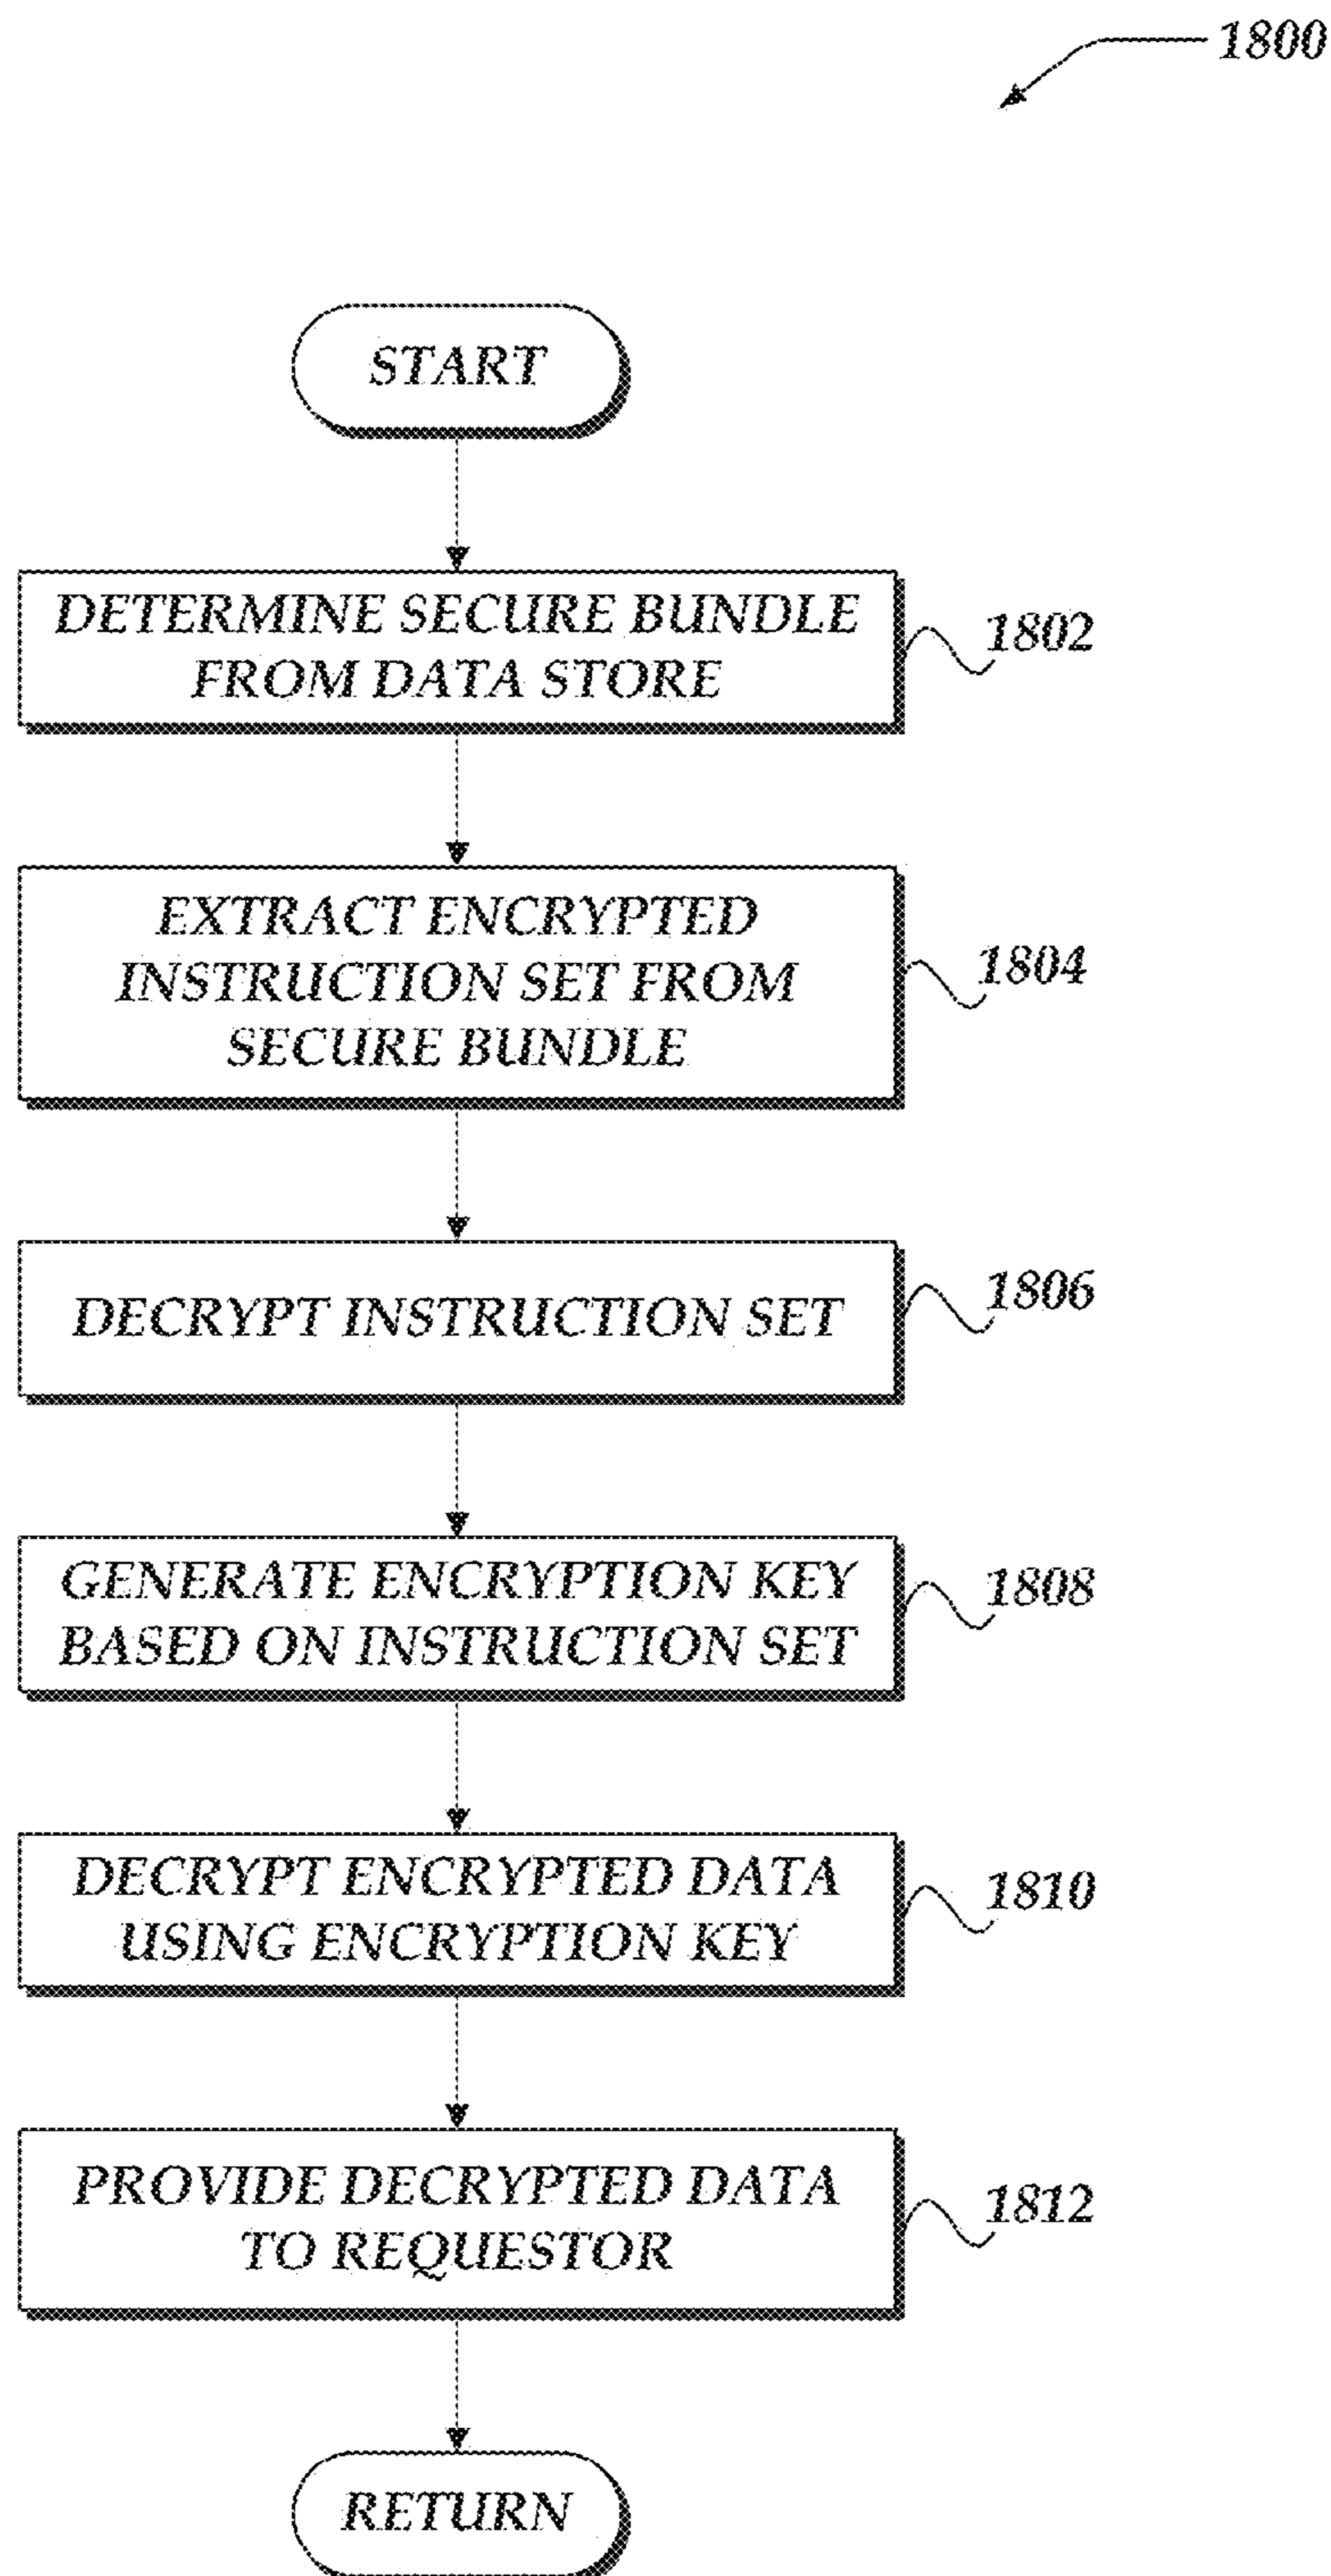 1800
START
DETERMINE SECURE BUNDLE
FROM DATA STORE
1802
EXTRACT ENCRYPTED
INSTRUCTION SET FROM
SECURE BUNDLE
1804
DECRYPT INSTRUCTION SET
1806
GENERATE ENCRYPTION KEY
BASED ON INSTRUCTION SET
1808
DECRYPT ENCRYPTED DATA
USING ENCRYPTION KEY
1810
PROVIDE DECRYPTED DATA
TO REQUESTOR
1812
RETURN